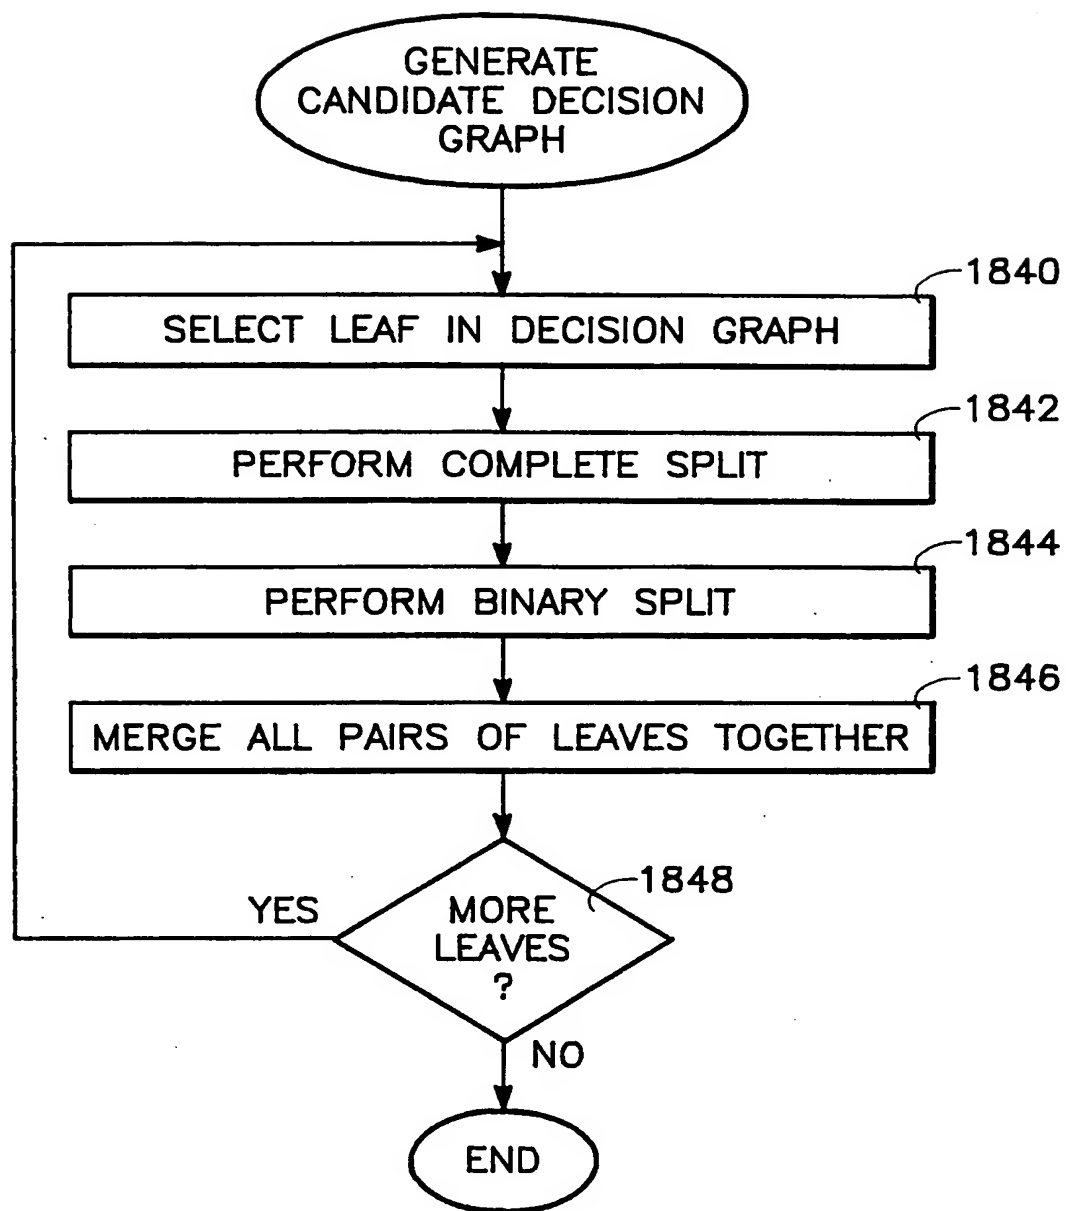 GENERATE
CANDIDATE DECISION
GRAPH
1840
SELECT LEAF IN DECISION GRAPH
1842
PERFORM COMPLETE SPLIT
1844
PERFORM BINARY SPLIT
1846
MERGE ALL PAIRS OF LEAVES TOGETHER
1848
YES
MORE
LEAVES
?
NO
END